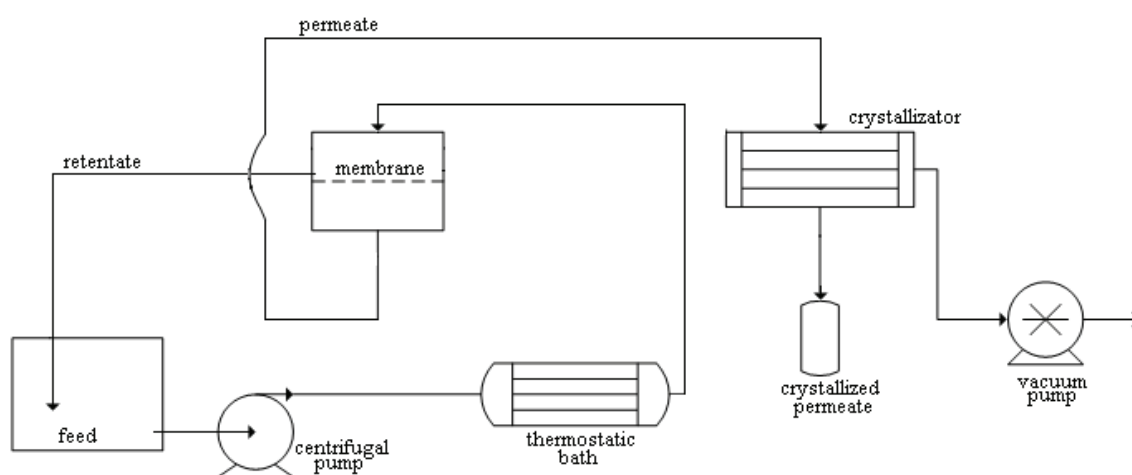 permeate
crystallizator
retentate
membrane
feed
centrifugal
pump
thermostatic
bath
crystallized
permeate
vacuum
pump